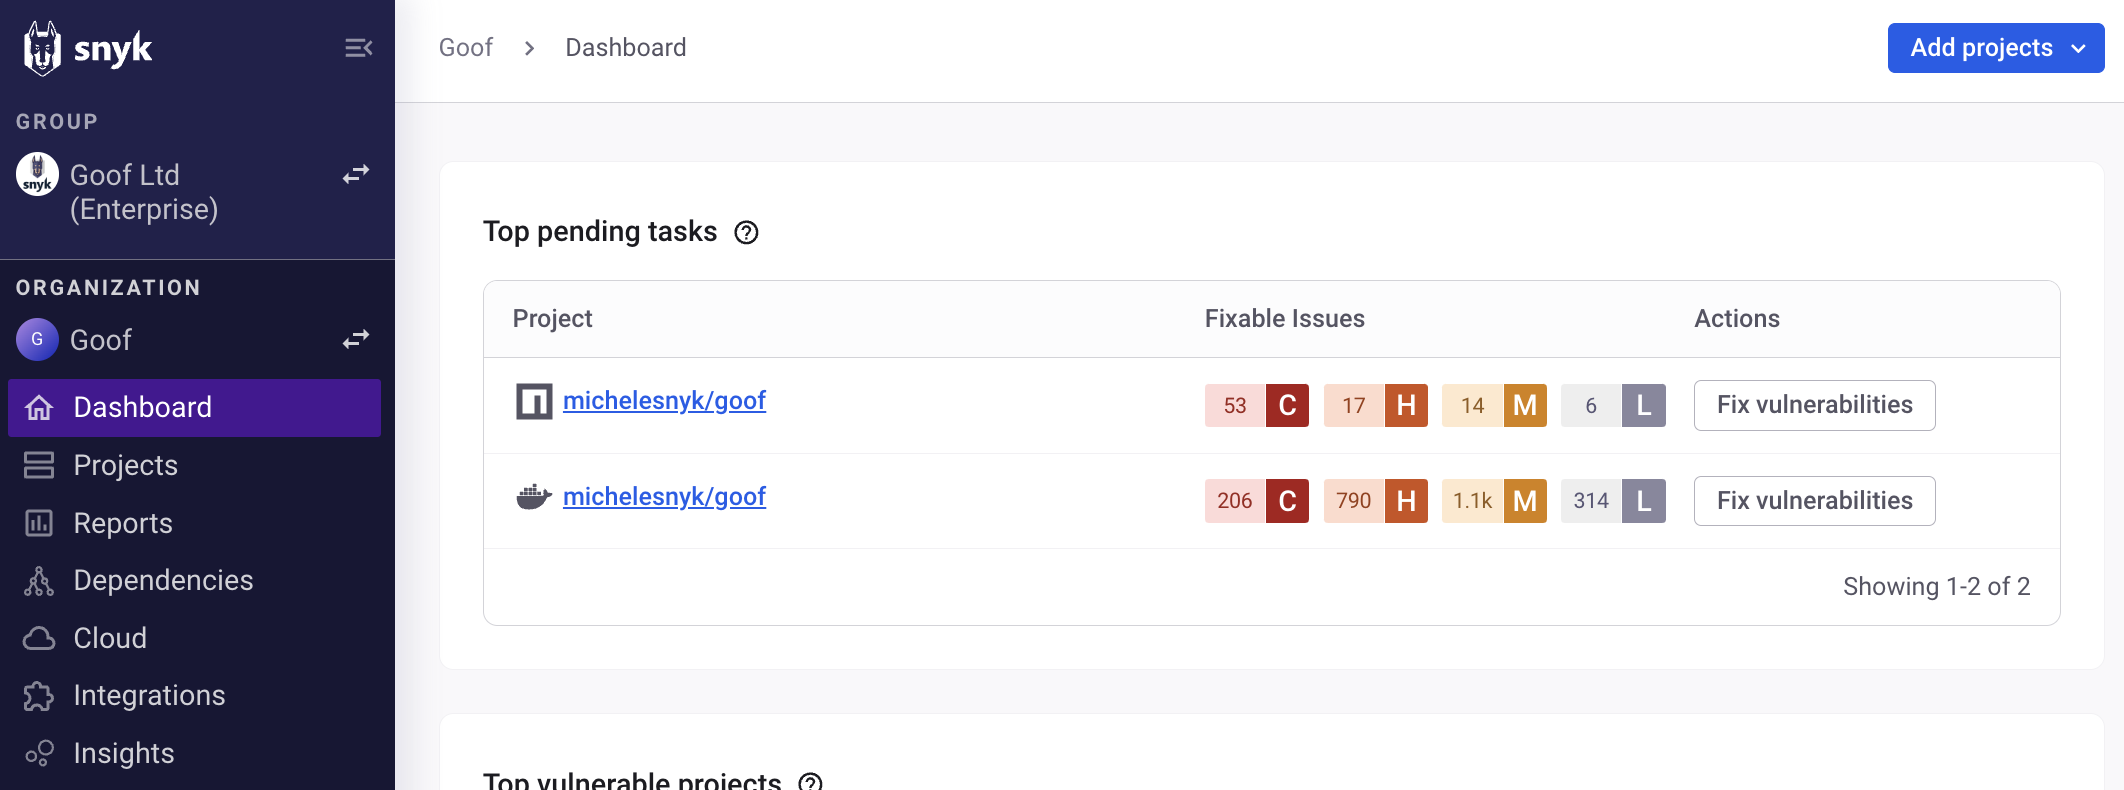 snyk
GROUP
snyk
Goof Ltd
(Enterprise)
ORGANIZATION
G
Goof
Dashboard
Projects
Reports
Dependencies
Cloud
Integrations
Insights
Goof > Dashboard
Add projects
Top pending tasks ?
Project Fixable Issues Actions
michelesnyk/goof 53 C 17 H 14 M 6 L Fix vulnerabilities
michelesnyk/goof 206 C 790 H 1.1k M 314 L Fix vulnerabilities
Showing 1-2 of 2
Top vulnerable projects ?